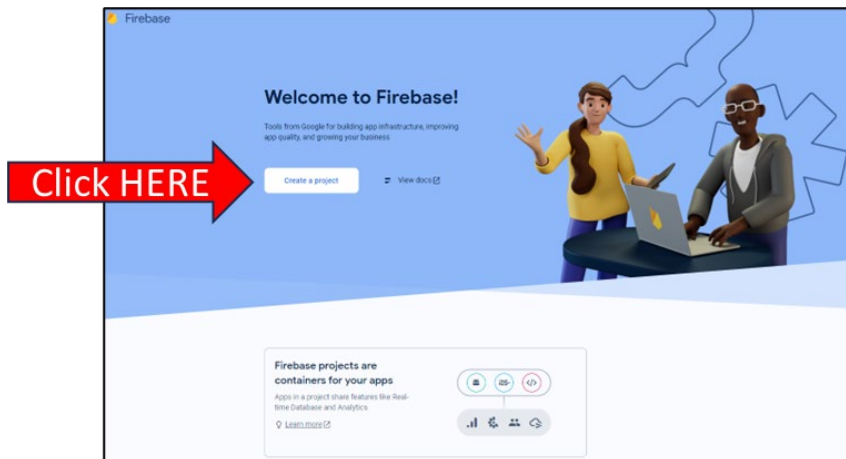 Firebase
Welcome to Firebase!
Tools from Google for building app infrastructure, improving
app quality, and growing your business
Click HERE
Create a project
View docs
Firebase projects are
containers for your apps
Apps in a project share features like Real-
time Database and Analytics
Learn more
iOS+